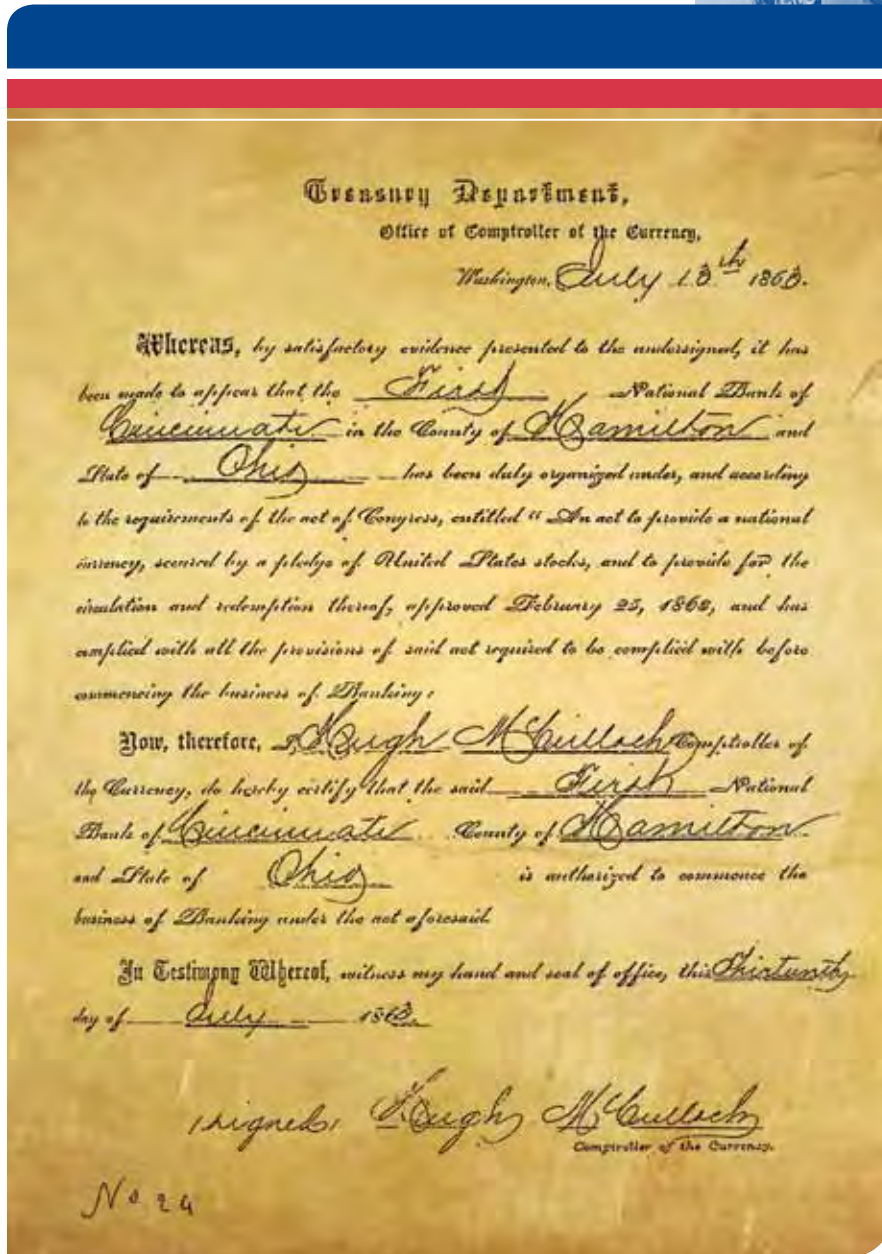 Treasury Department,
Office of Comptroller of the Currency,
Washington, July 13th 1863.
Whereas, by satisfactory evidence presented to the undersigned, it has
been made to appear that the First National Bank of
Cincinnati in the County of Hamilton and
State of Ohio has been duly organized under, and according
to the requirements of the act of Congress, entitled "An act to provide a national
currency, secured by a pledge of United States stocks, and to provide for the
circulation and redemption thereof, approved February 25, 1863, and has
complied with all the provisions of said act required to be complied with before
commencing the business of Banking:
Now, therefore, I Hugh McCulloch Comptroller of
the Currency, do hereby certify that the said First National
Bank of Cincinnati County of Hamilton
and State of Ohio is authorized to commence the
business of Banking under the act aforesaid
In Testimony Whereof, witness my hand and seal of office, this Thirteenth
day of July 1863.
signed, Hugh McCulloch
Comptroller of the Currency.
No 24